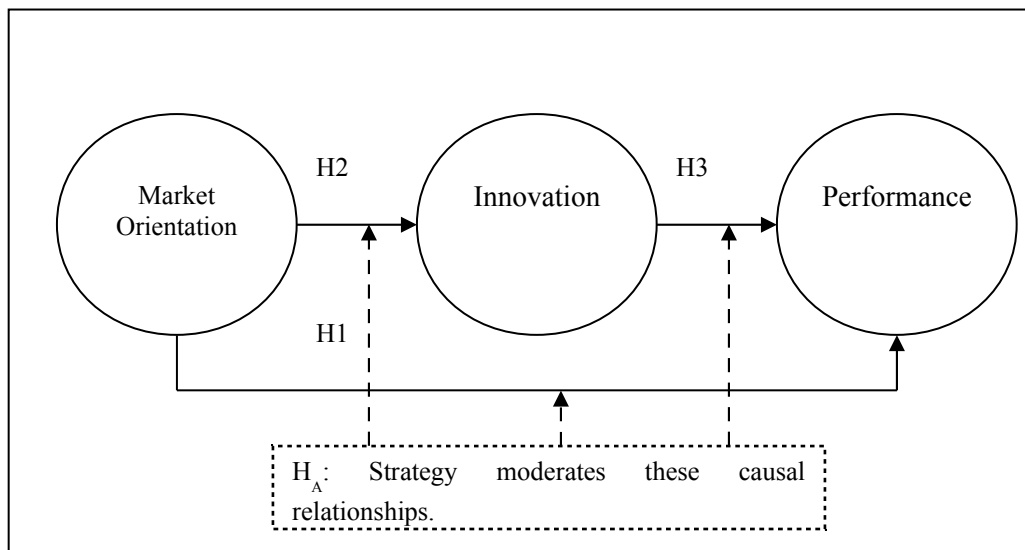 H2
H3
Market
Orientation
Innovation
Performance
H1
H_A: Strategy moderates these causal
relationships.